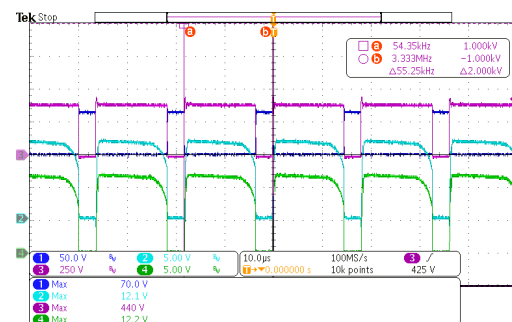 Tek Stop
a b
a 54.35kHz 1.000kV
b 3.333MHz −1.000kV
Δ55.25kHz Δ2.000kV
3
2
4
1 50.0 V 2 5.00 V 10.0µs 100MS/s 3
3 250 V 4 5.00 V T→▼0.000000 s 10k points 425 V
1 Max 70.0 V
2 Max 12.1 V
3 Max 440 V
4 Max 12.2 V